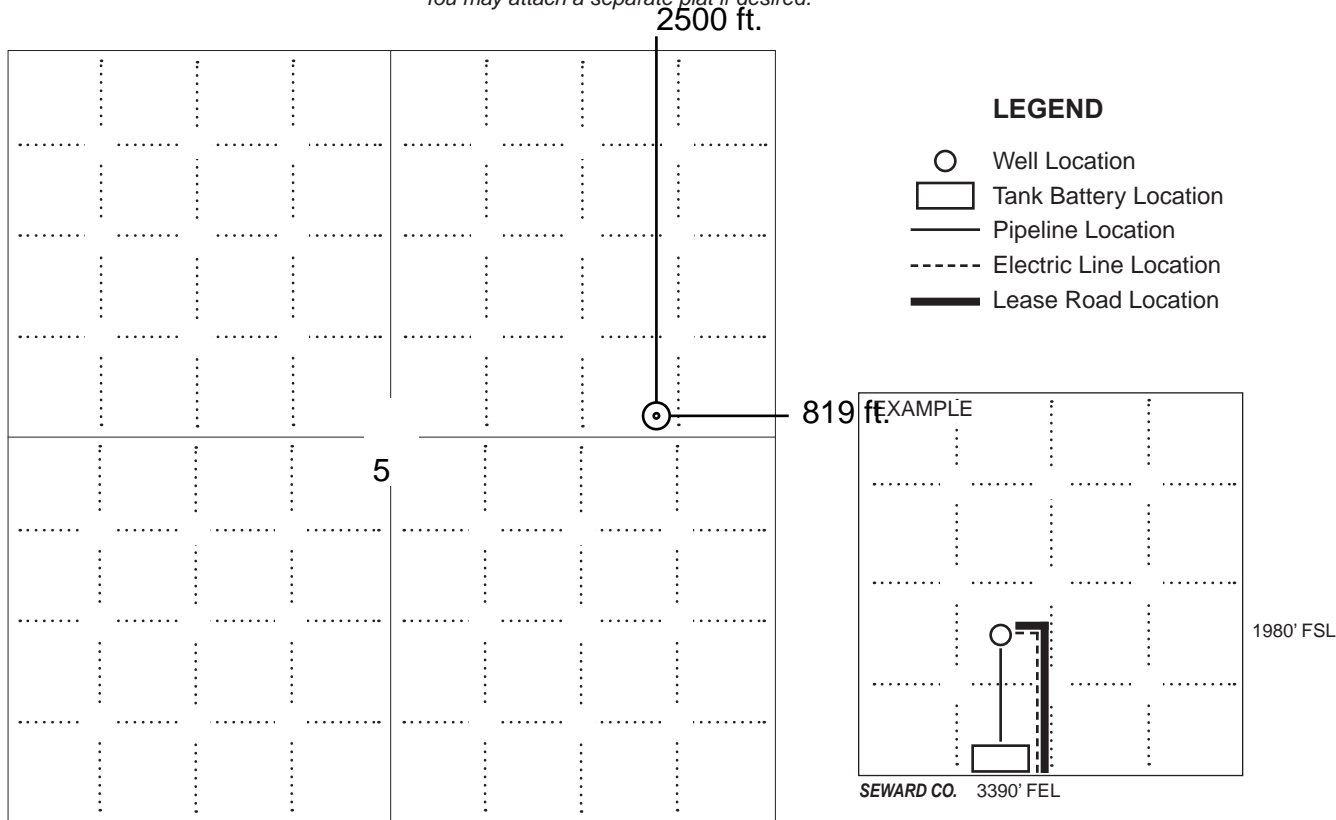 You may attach a separate plat if desired.
2500 ft.
LEGEND
Well Location
Tank Battery Location
Pipeline Location
Electric Line Location
Lease Road Location
819 ft.
EXAMPLE
5
1980' FSL
SEWARD CO. 3390' FEL